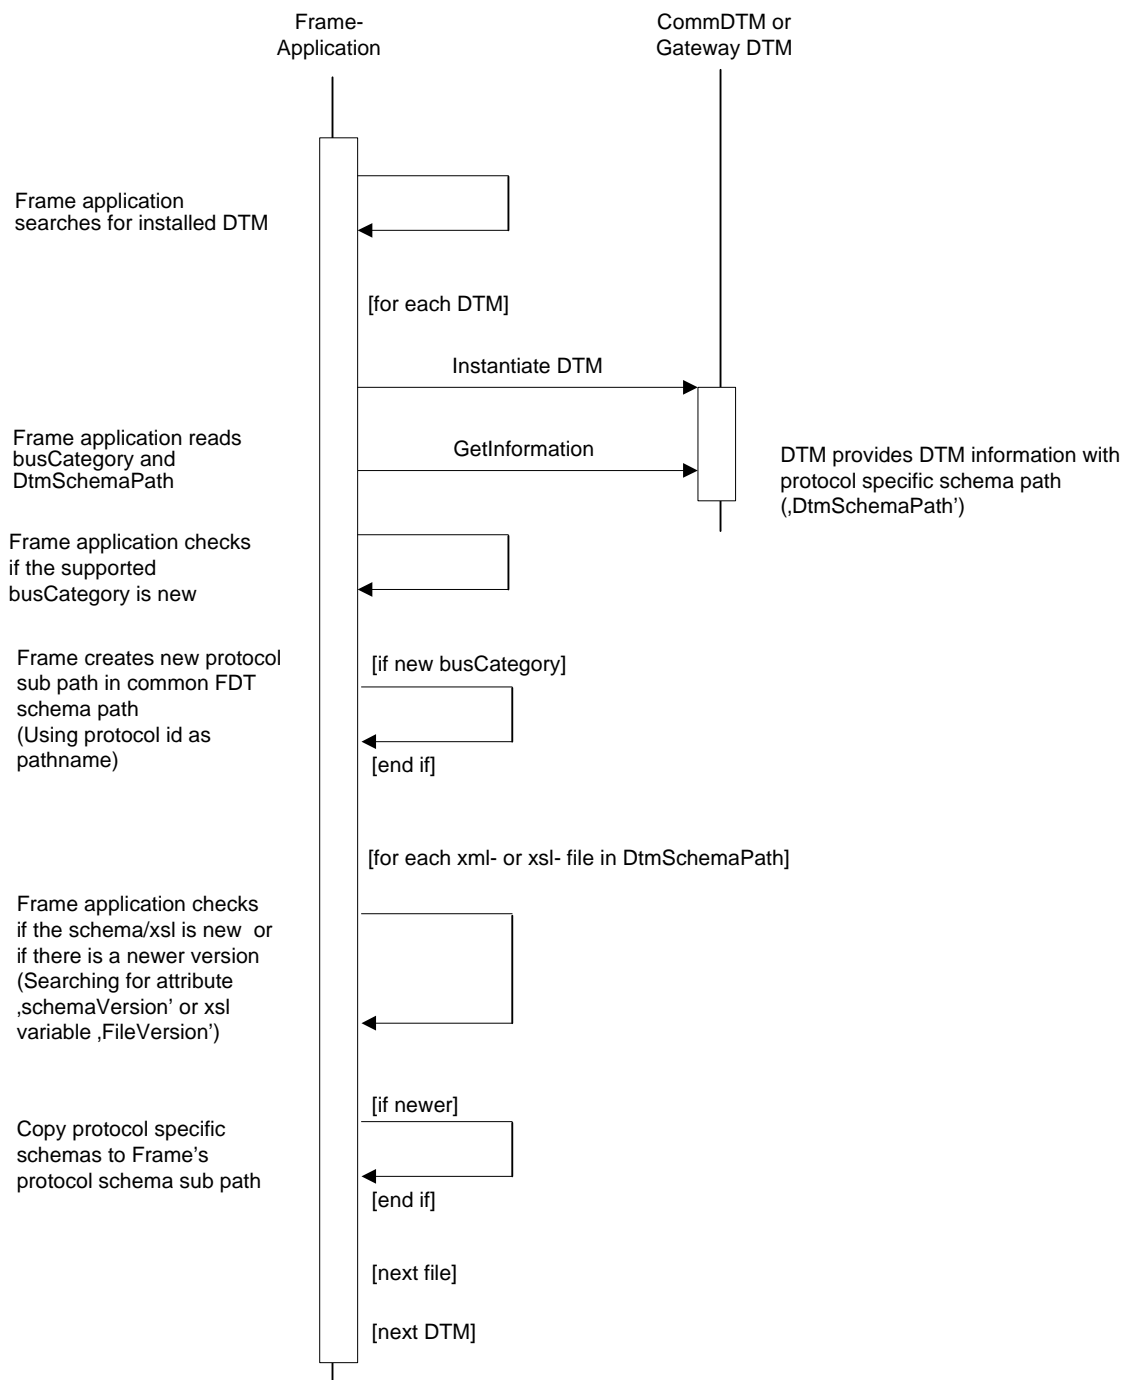 Frame-
Application
CommDTM or
Gateway DTM
Frame application
searches for installed DTM
[for each DTM]
Instantiate DTM
Frame application reads
busCategory and
DtmSchemaPath
GetInformation
DTM provides DTM information with
protocol specific schema path
(‚DtmSchemaPath’)
Frame application checks
if the supported
busCategory is new
Frame creates new protocol
sub path in common FDT
schema path
(Using protocol id as
pathname)
[if new busCategory]
[end if]
[for each xml- or xsl- file in DtmSchemaPath]
Frame application checks
if the schema/xsl is new  or
if there is a newer version
(Searching for attribute
‚schemaVersion’ or xsl
variable ‚FileVersion’)
[if newer]
Copy protocol specific
schemas to Frame’s
protocol schema sub path
[end if]
[next file]
[next DTM]